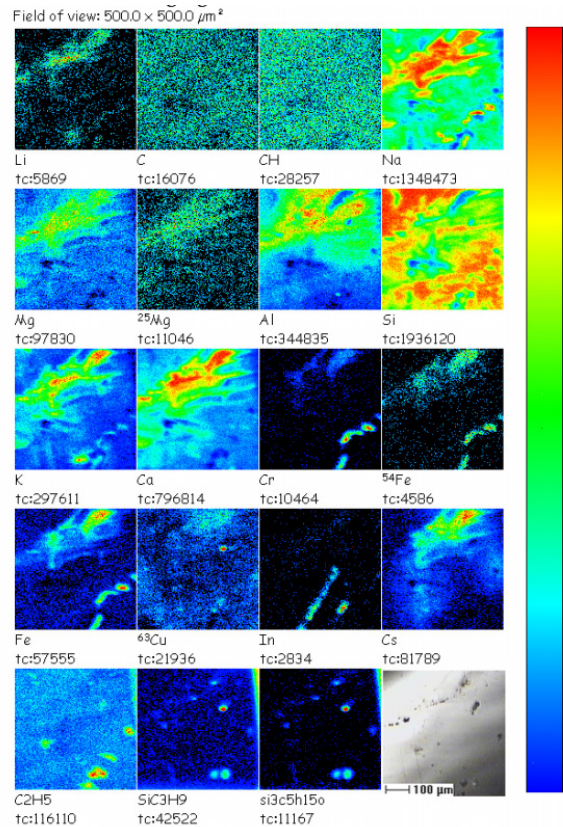 Field of view: 500.0 × 500.0 μm²
Li C CH Na
tc:5869 tc:16076 tc:28257 tc:1348473
Mg ²⁵Mg Al Si
tc:97830 tc:11046 tc:344835 tc:1936120
K Ca Cr ⁵⁴Fe
tc:297611 tc:796814 tc:10464 tc:4586
Fe ⁶³Cu In Cs
tc:57555 tc:21936 tc:2834 tc:81789
100 μm
C2H5 SiC3H9 si3c5h15o
tc:116110 tc:42522 tc:11167